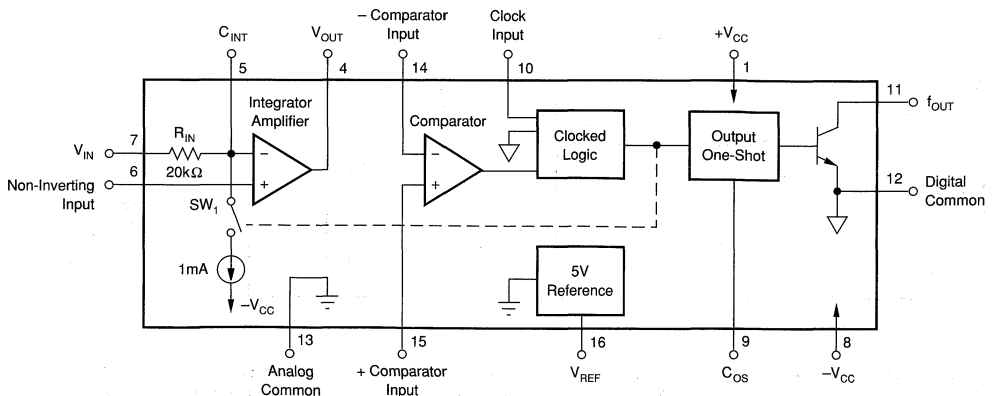 C_INT
5
V_OUT
4
– Comparator
Input
14
Clock
Input
10
+V_CC
1
Integrator
Amplifier
Comparator
Clocked
Logic
Output
One-Shot
11
f_OUT
7
V_IN
R_IN
20kΩ
6
Non-Inverting
Input
–
+
–
+
12
Digital
Common
SW_1
1mA
–V_CC
5V
Reference
13
Analog
Common
15
+ Comparator
Input
16
V_REF
9
C_OS
8
–V_CC